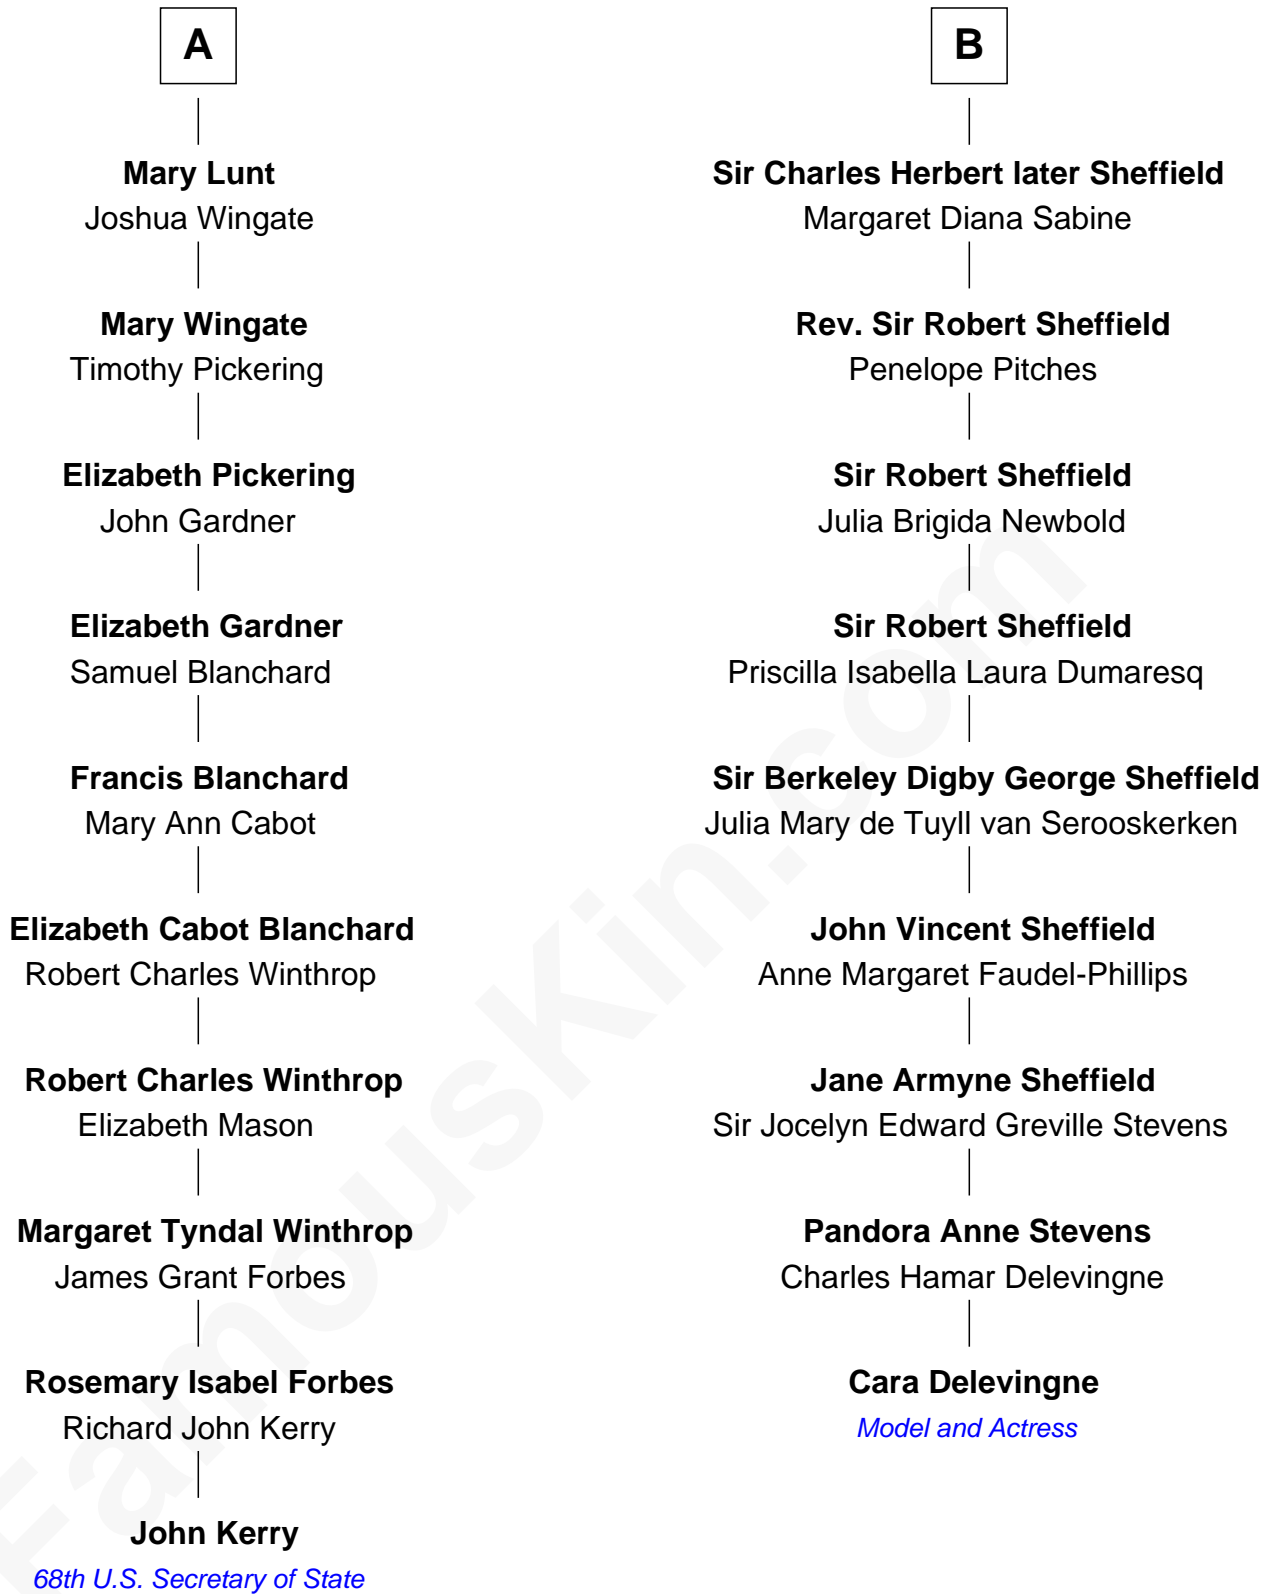 A
Mary Lunt
Joshua Wingate
Mary Wingate
Timothy Pickering
Elizabeth Pickering
John Gardner
Elizabeth Gardner
Samuel Blanchard
Francis Blanchard
Mary Ann Cabot
Elizabeth Cabot Blanchard
Robert Charles Winthrop
Robert Charles Winthrop
Elizabeth Mason
Margaret Tyndal Winthrop
James Grant Forbes
Rosemary Isabel Forbes
Richard John Kerry
John Kerry
68th U.S. Secretary of State
B
Sir Charles Herbert later Sheffield
Margaret Diana Sabine
Rev. Sir Robert Sheffield
Penelope Pitches
Sir Robert Sheffield
Julia Brigida Newbold
Sir Robert Sheffield
Priscilla Isabella Laura Dumaresq
Sir Berkeley Digby George Sheffield
Julia Mary de Tuyll van Serooskerken
John Vincent Sheffield
Anne Margaret Faudel-Phillips
Jane Armyne Sheffield
Sir Jocelyn Edward Greville Stevens
Pandora Anne Stevens
Charles Hamar Delevingne
Cara Delevingne
Model and Actress
FamousKin.com